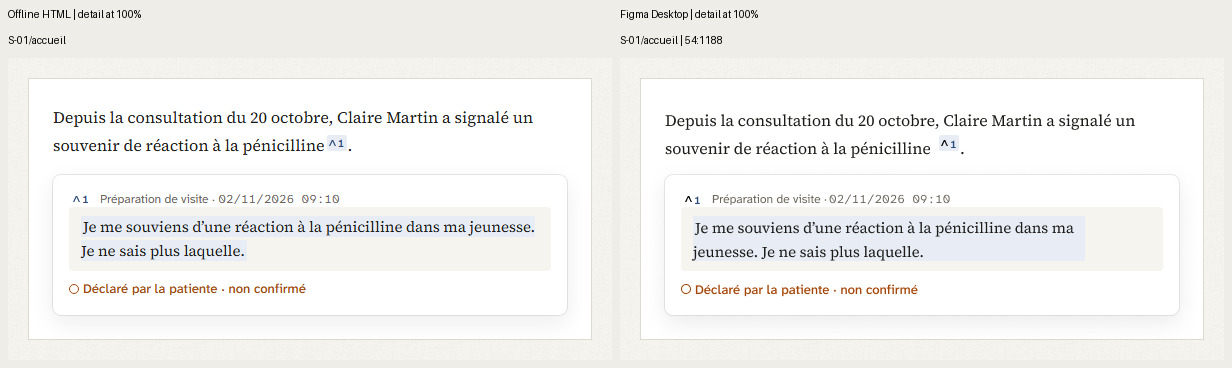 Offline HTML | detail at 100%
S-01/accueil
Depuis la consultation du 20 octobre, Claire Martin a signalé un
souvenir de réaction à la pénicilline ^1.
^1 Préparation de visite · 02/11/2026 09:10
Je me souviens d’une réaction à la pénicilline dans ma jeunesse.
Je ne sais plus laquelle.
Déclaré par la patiente · non confirmé
Figma Desktop | detail at 100%
S-01/accueil | 54:1188
Depuis la consultation du 20 octobre, Claire Martin a signalé un
souvenir de réaction à la pénicilline ^1.
^1 Préparation de visite · 02/11/2026 09:10
Je me souviens d’une réaction à la pénicilline dans ma
jeunesse. Je ne sais plus laquelle.
Déclaré par la patiente · non confirmé